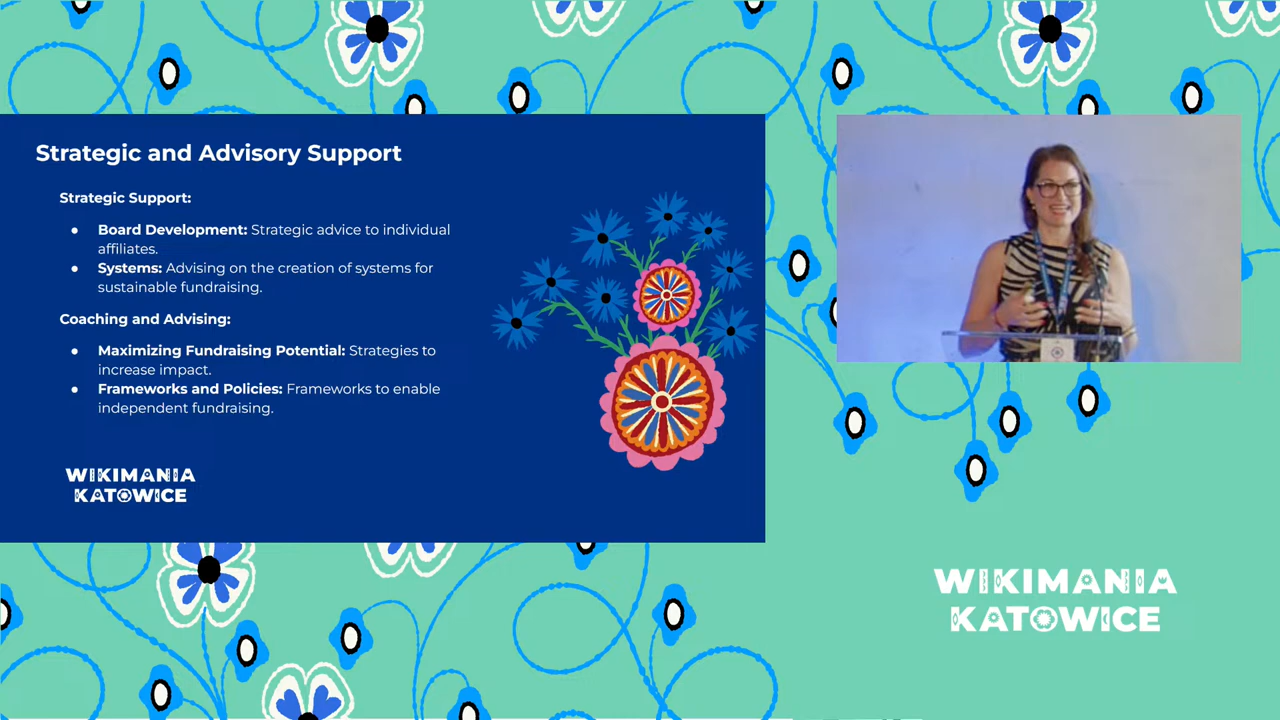 Strategic and Advisory Support
Strategic Support:
● Board Development: Strategic advice to individual
affiliates.
● Systems: Advising on the creation of systems for
sustainable fundraising.
Coaching and Advising:
● Maximizing Fundraising Potential: Strategies to
increase impact.
● Frameworks and Policies: Frameworks to enable
independent fundraising.
WIKIMANIA
KATOWICE
WIKIMANIA
KATOWICE